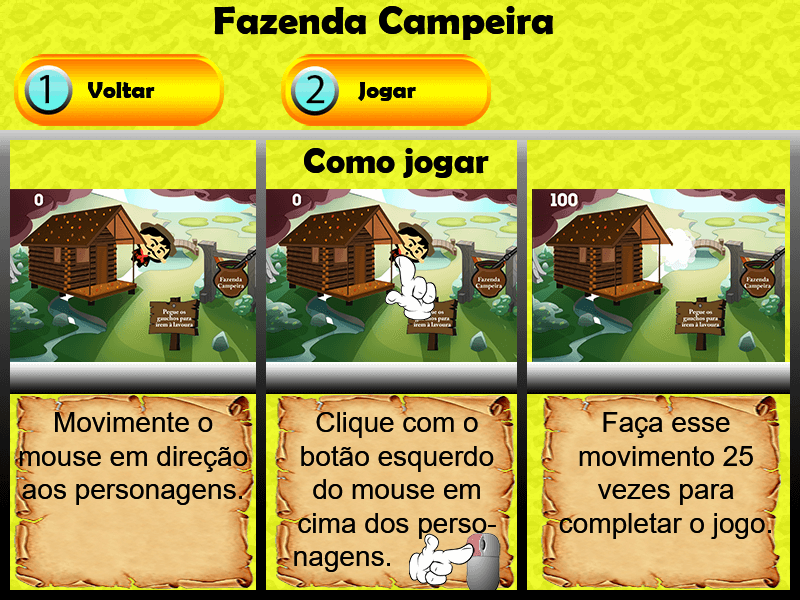 Fazenda Campeira
1 Voltar
2 Jogar
Como jogar
0
Fazenda
Campeira
Pegue os
gauchos para
irem à lavoura
0
Fazenda
Campeira
os
para
irem à lavoura
100
Fazenda
Campeira
Pegue os
gauchos para
irem à lavoura
Movimente o
mouse em direção
aos personagens.
Clique com o
botão esquerdo
do mouse em
cima dos perso-
nagens.
Faça esse
movimento 25
vezes para
completar o jogo.